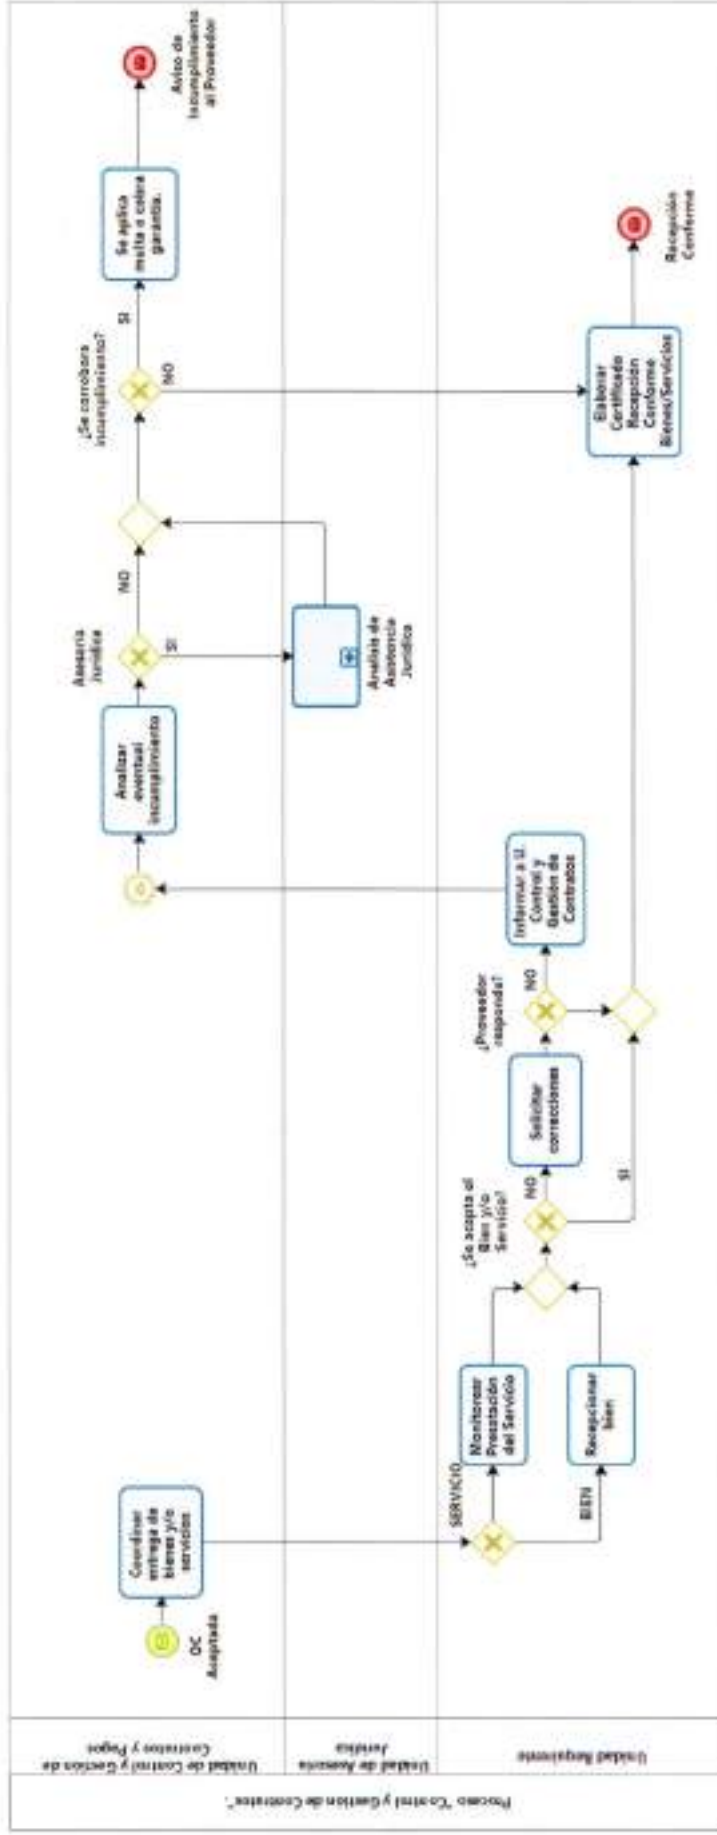 Proceso "Control y Gestión de Contratos".
Unidad de Control y Gestión de
Contratos y Pagos
Unidad de Asesoría
Jurídica
Unidad Requirente
OC
Aceptada
Coordinar
entrega de
bienes y/o
servicios
SERVICIO
BIEN
Monitorear
Prestación
del Servicio
Recepcionar
bien
¿Se acepta el
Bien y/o
Servicio?
NO
SI
Solicitar
correcciones
¿Proveedor
responde?
NO
Informar a U.
Control y
Gestión de
Contratos
Analizar
eventual
incumplimiento
Asesoría
Jurídica
NO
SI
Analisis de
Asistencia
Jurídica
¿Se corrobora
incumplimiento?
SI
NO
Se aplica
multa o cobra
garantía.
Aviso de
Incumplimiento
al Proveedor
Elaborar
Certificado
Recepción
Conforme
Bienes/Servicios
Recepción
Conforme